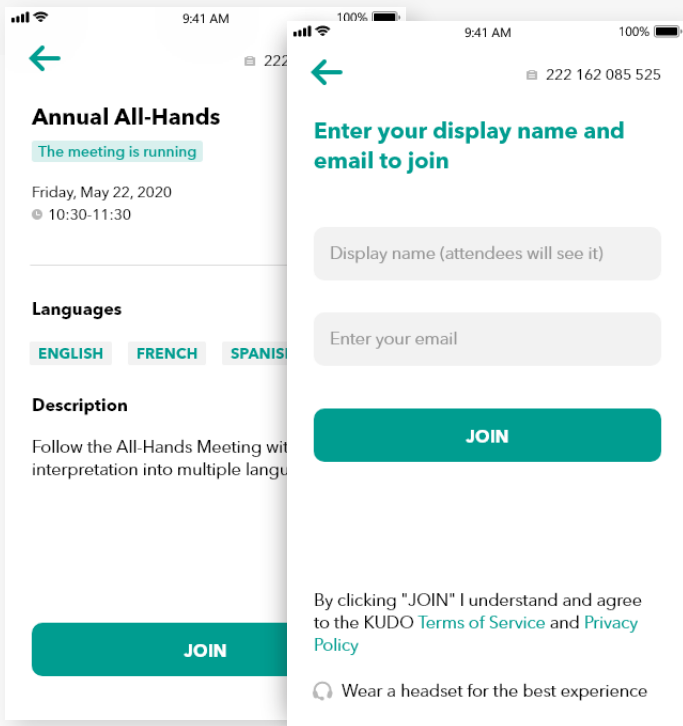 9:41 AM
100%
222
Annual All-Hands
The meeting is running
Friday, May 22, 2020
10:30-11:30
Languages
ENGLISH FRENCH
Description
Follow the All-Hands Meeting
interpretation into multiple
JOIN
9:41 AM
100%
222 162 085 525
Enter your display name and
email to join
Display name (attendees will see it)
Enter your email
JOIN
By clicking "JOIN" I understand and agree
to the KUDO Terms of Service and Privacy
Policy
Wear a headset for the best experience